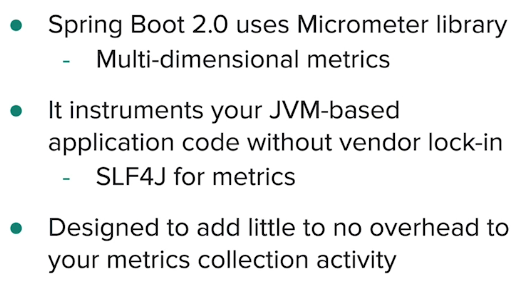 ● Spring Boot 2.0 uses Micrometer library
- Multi-dimensional metrics
● It instruments your JVM-based
application code without vendor lock-in
- SLF4J for metrics
● Designed to add little to no overhead to
your metrics collection activity